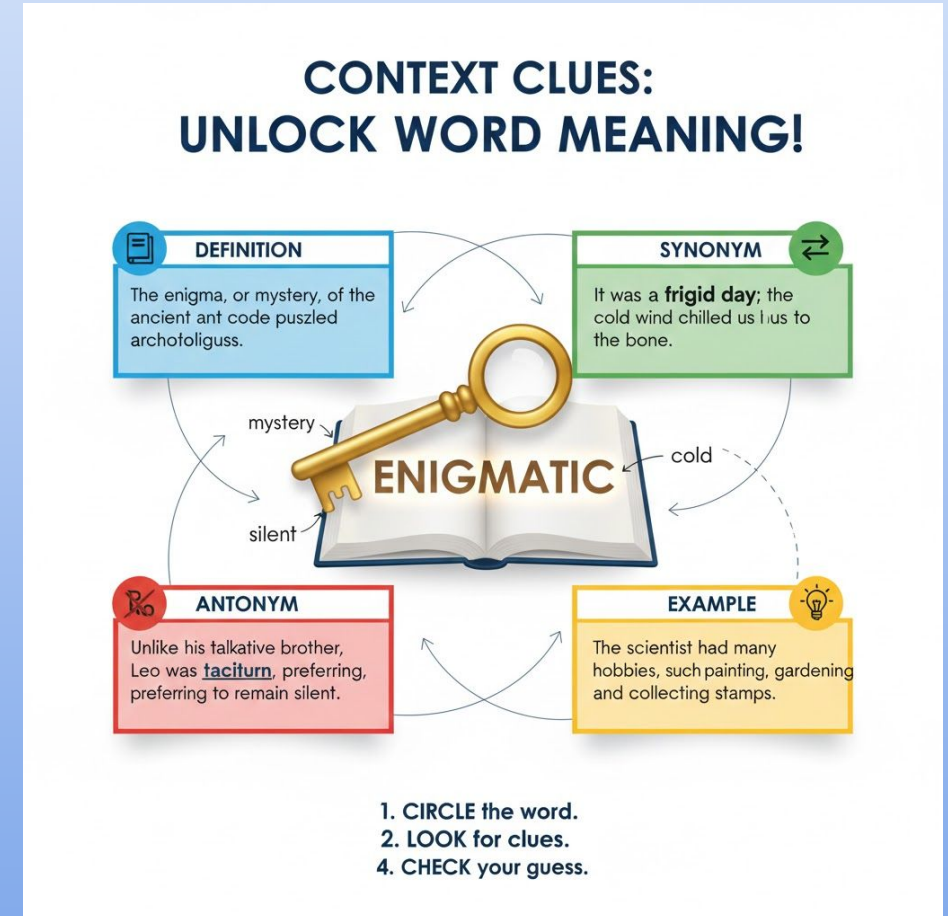 CONTEXT CLUES:
UNLOCK WORD MEANING!
DEFINITION
The enigma, or mystery, of the
ancient ant code puszled
archotoliguss.
SYNONYM
It was a frigid day; the
cold wind chilled us hus to
the bone.
mystery
ENIGMATIC
cold
silent
ANTONYM
Unlike his talkative brother,
Leo was taciturn, preferring,
preferring to remain silent.
EXAMPLE
The scientist had many
hobbies, such painting, gardening
and collecting stamps.
1. CIRCLE the word.
2. LOOK for clues.
4. CHECK your guess.